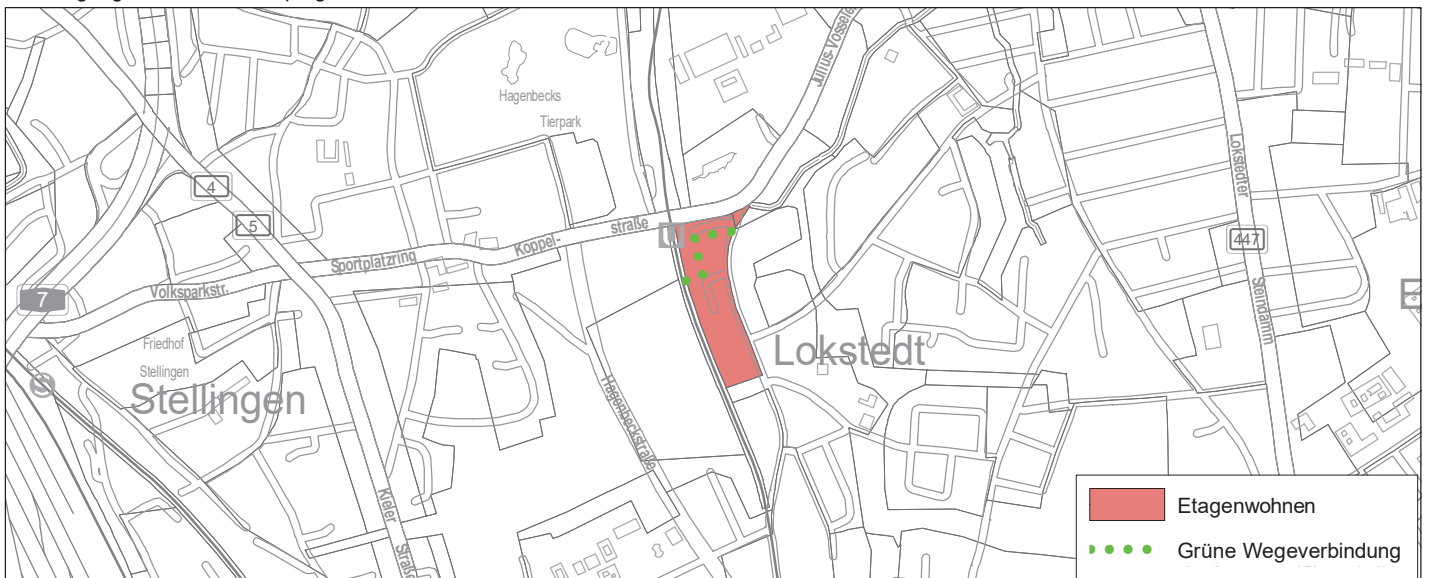 Hagenbecks
Tierpark
Julius-Vossele
4
5
Lokstedter
straße
U
Koppel-
Sportplatzring
447
Volksparkstr.
7
Steindamm
Friedhof
Stellingen
Lokstedt
S
Stellingen
Hagenbeckstraße
Kieler
Straße
Etagenwohnen
Grüne Wegeverbindung